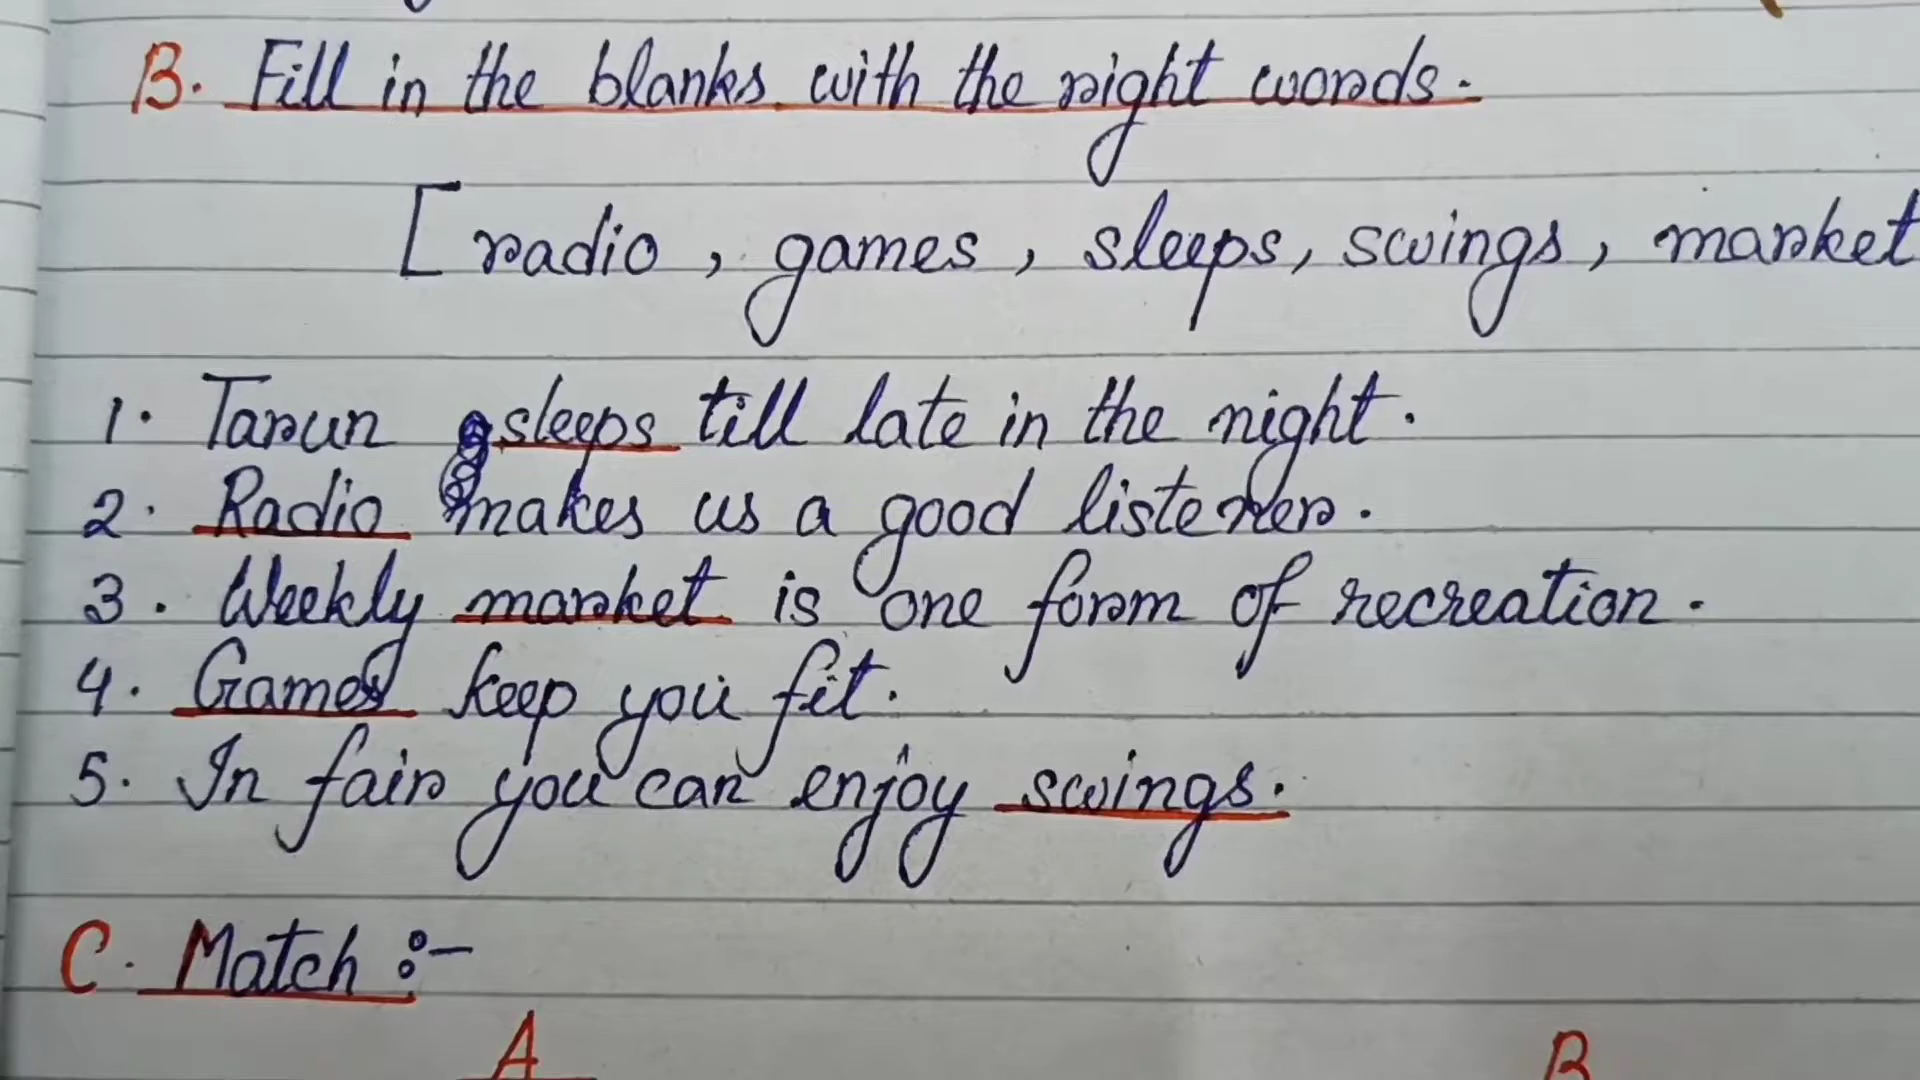 B. Fill in the blanks with the right words.
[ radio , games , sleeps, swings, market
1. Tarun sleeps till late in the night.
2. Radio makes us a good listener.
3. Weekly market is one form of recreation.
4. Games keep you fit.
5. In fair you can enjoy swings.
C. Match :-
A B